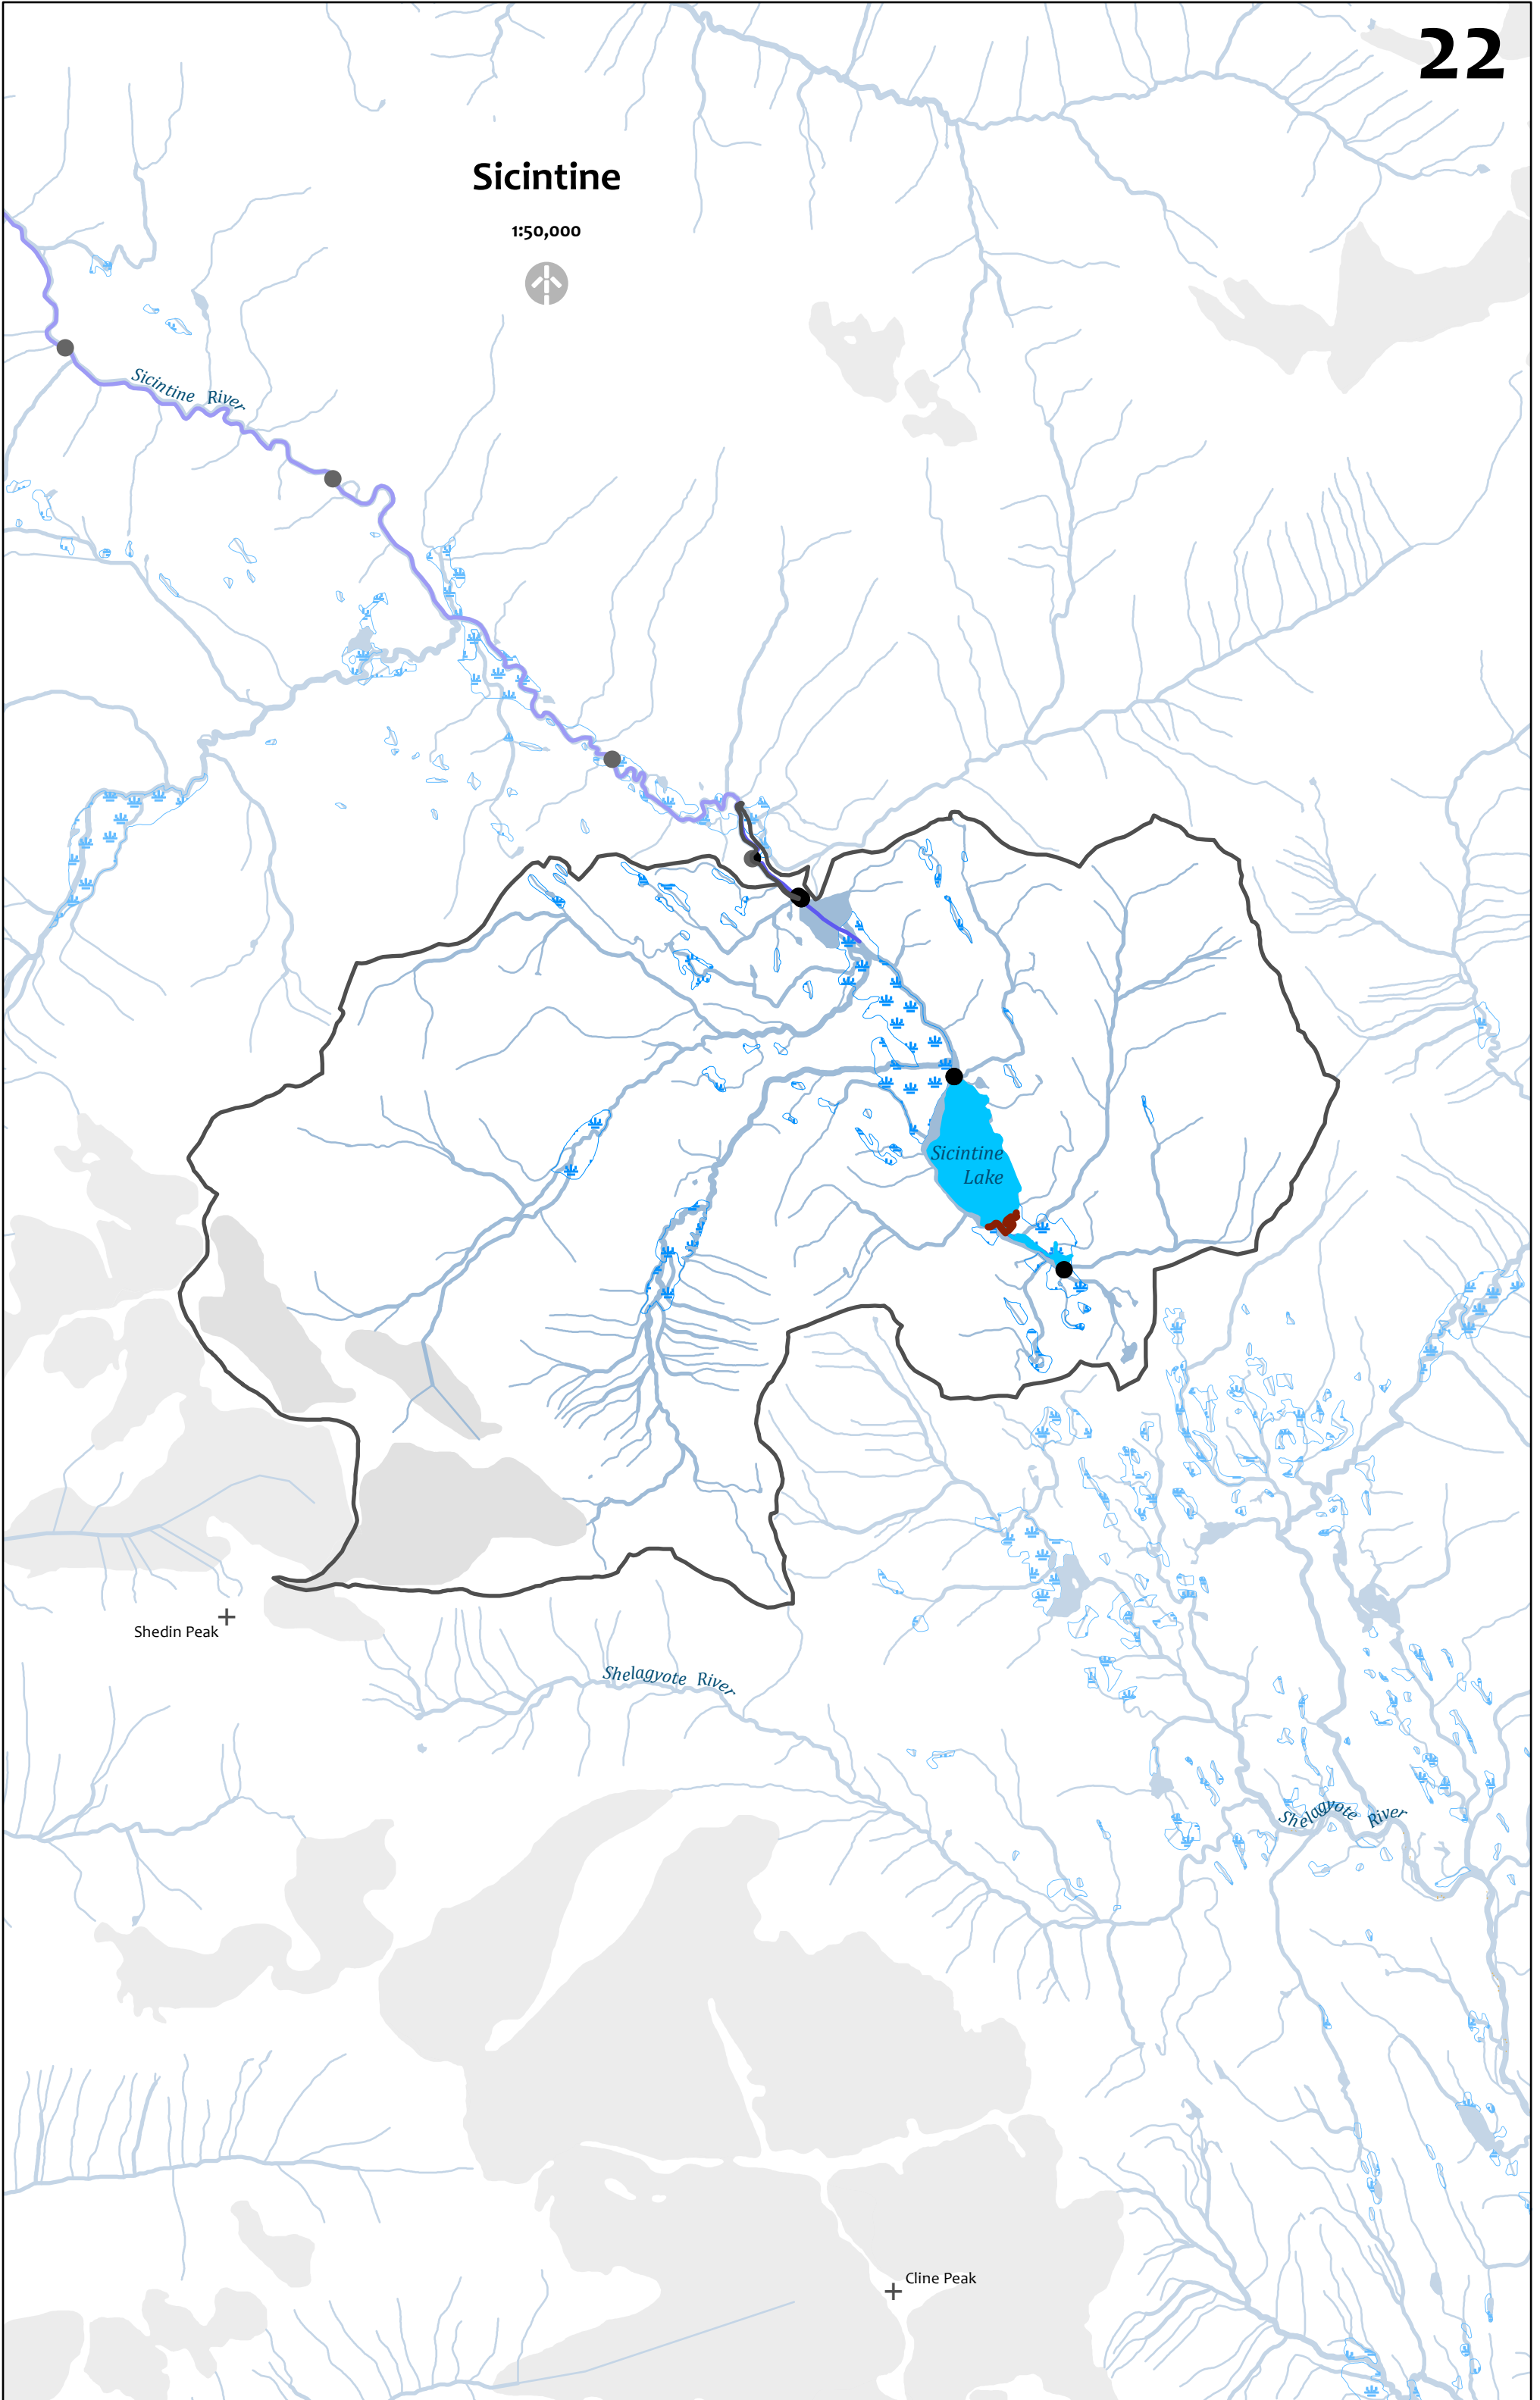 22
Sicintine
1:50,000
Sicintine River
Sicintine
Lake
Shedin Peak
Shelagyote River
Shelagyote River
Cline Peak